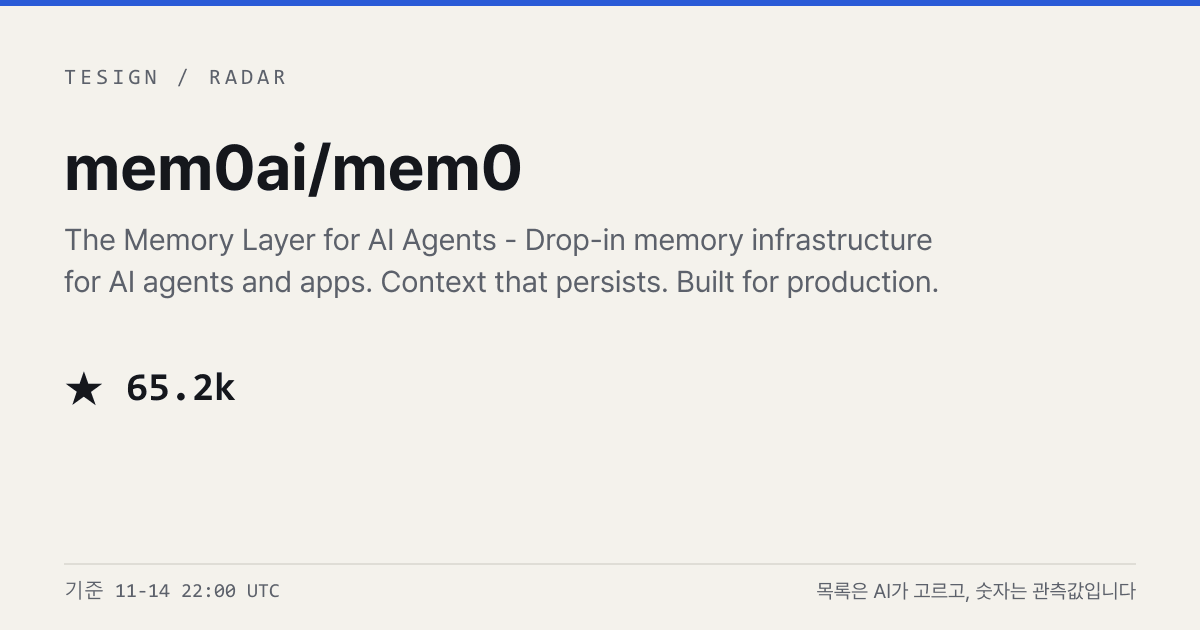 TESIGN / RADAR
mem0ai/mem0
The Memory Layer for AI Agents - Drop-in memory infrastructure
for AI agents and apps. Context that persists. Built for production.
★ 65.2k
기준 11-14 22:00 UTC
목록은 AI가 고르고, 숫자는 관측값입니다